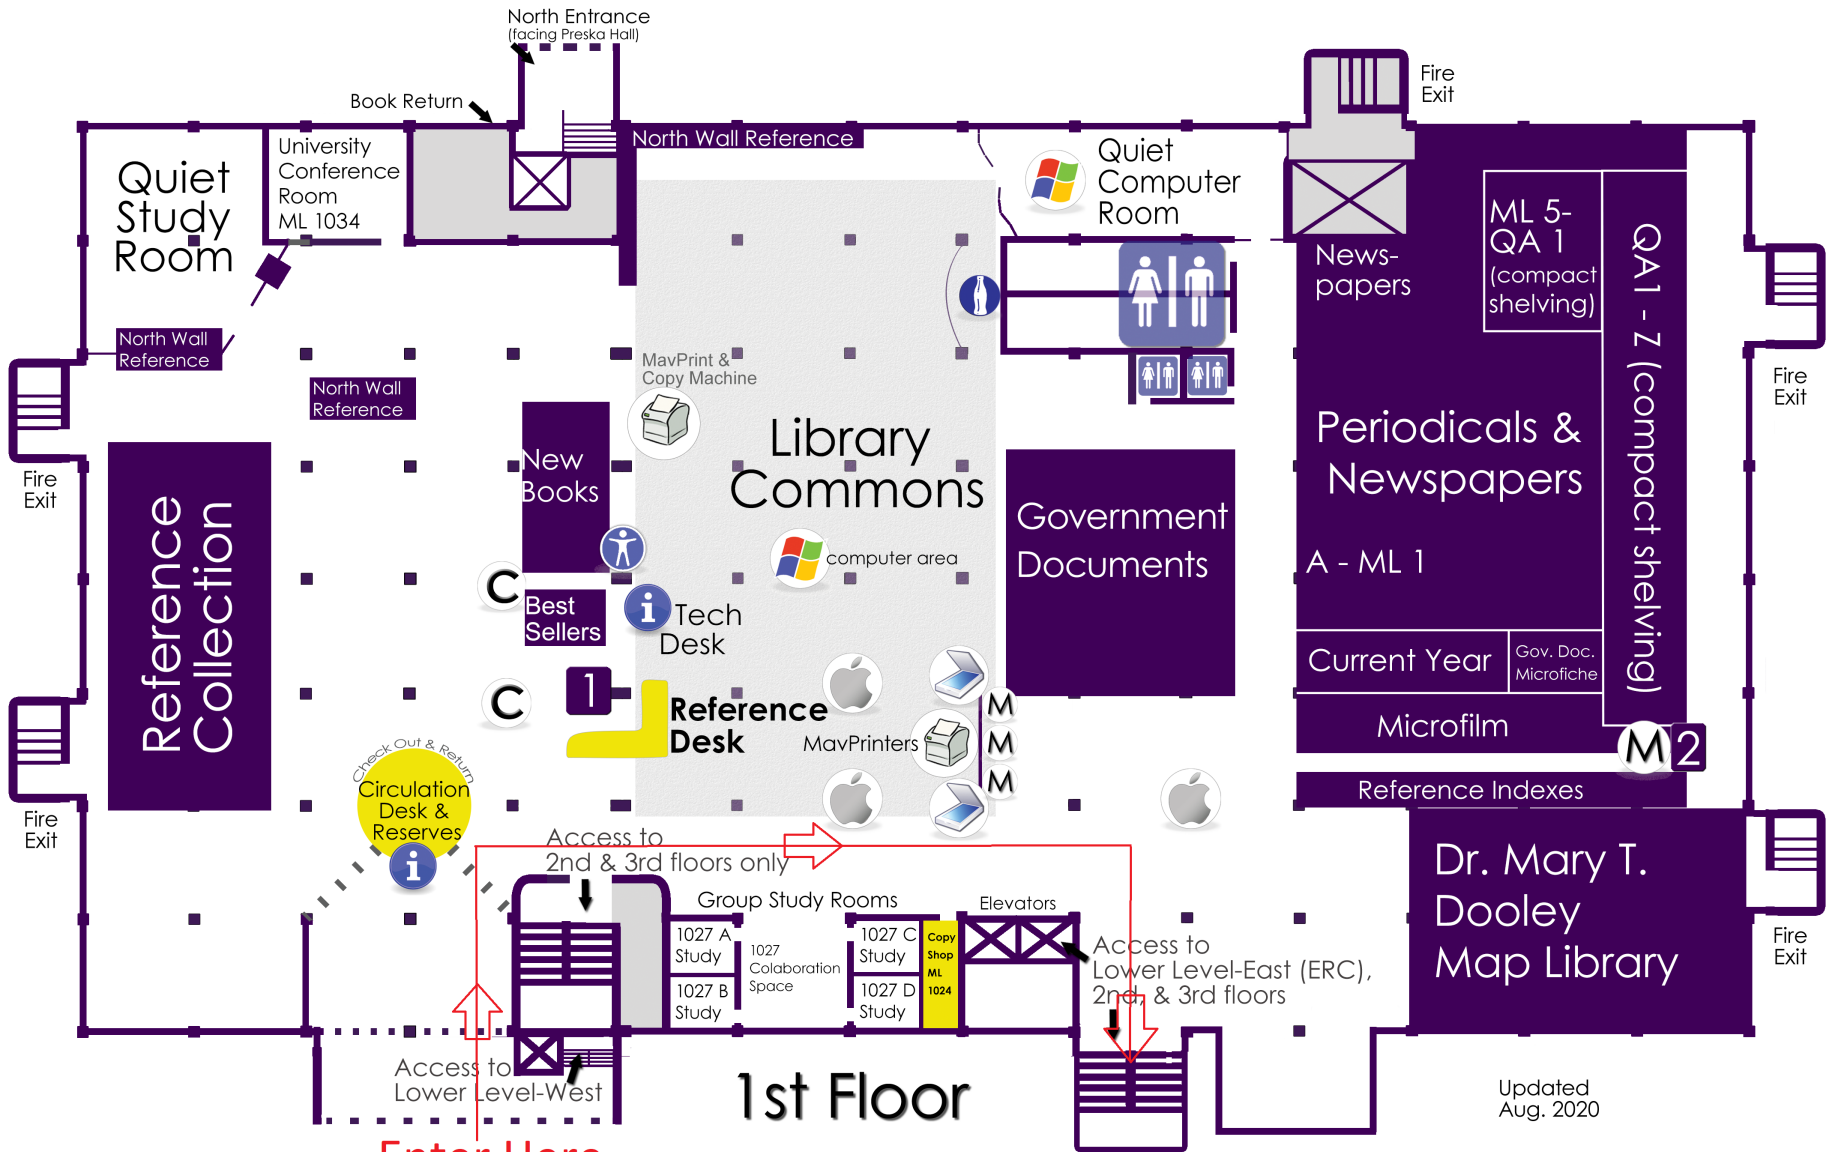 North Entrance
(facing Preska Hall)
Book Return
Fire
Exit
North Wall Reference
University
Conference
Room
ML 1034
Quiet
Study
Room
Quiet
Computer
Room
News-
papers
ML 5-
QA 1
(compact
shelving)
QA1 - Z (compact shelving)
North Wall
Reference
North Wall
Reference
MavPrint &
Copy Machine
Fire
Exit
Library
Commons
Periodicals &
Newspapers
New
Books
Fire
Exit
Reference
Collection
Government
Documents
computer area
A - ML 1
C
Best
Sellers
i
Tech
Desk
Current Year
Gov. Doc.
Microfiche
C
1
Reference
Desk
M
M
M
MavPrinters
Microfilm
M
2
Check Out & Return
Circulation
Desk &
Reserves
i
Reference Indexes
Fire
Exit
Access to
2nd & 3rd floors only
Dr. Mary T.
Dooley
Map Library
Group Study Rooms
Elevators
1027 A
Study
1027
Colaboration
Space
1027 C
Study
Copy
Shop
ML
1024
1027 B
Study
1027 D
Study
Access to
Lower Level-East (ERC),
2nd, & 3rd floors
Fire
Exit
Access to
Lower Level-West
1st Floor
Updated
Aug. 2020
Enter Here